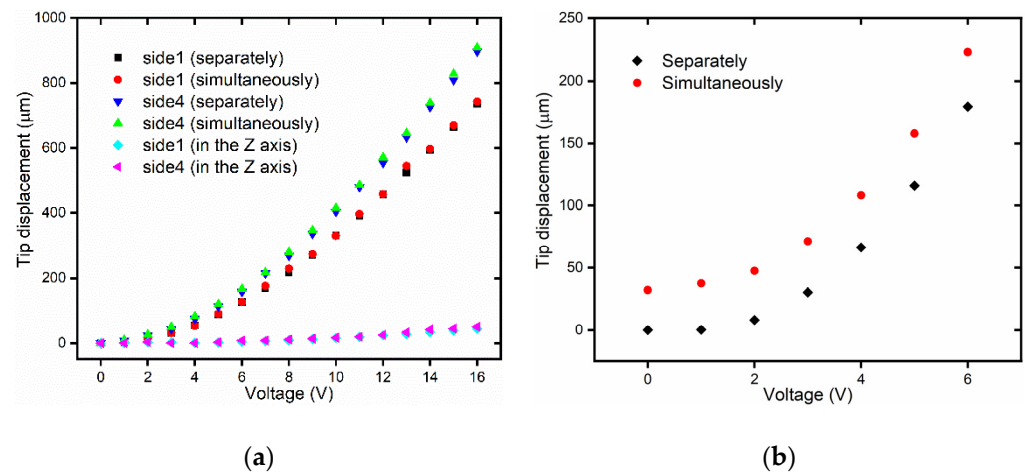 1000
800
600
400
200
0
Tip displacement (μm)
side1 (separately)
side1 (simultaneously)
side4 (separately)
side4 (simultaneously)
side1 (in the Z axis)
side4 (in the Z axis)
0 2 4 6 8 10 12 14 16
Voltage (V)
(a)
250
200
150
100
50
0
Tip displacement (μm)
Separately
Simultaneously
0 2 4 6
Voltage (V)
(b)